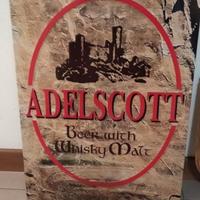 ADELSCOTT
Beer with
Whisky Malt